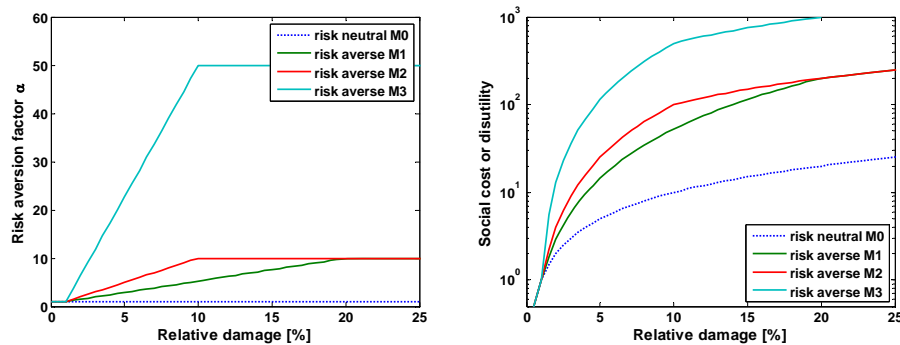 60
50
40
30
20
10
0
0 5 10 15 20 25
Risk aversion factor α
Relative damage [%]
risk neutral M0
risk averse M1
risk averse M2
risk averse M3
10^3
10^2
10^1
10^0
0 5 10 15 20 25
Social cost or disutility
Relative damage [%]
risk neutral M0
risk averse M1
risk averse M2
risk averse M3